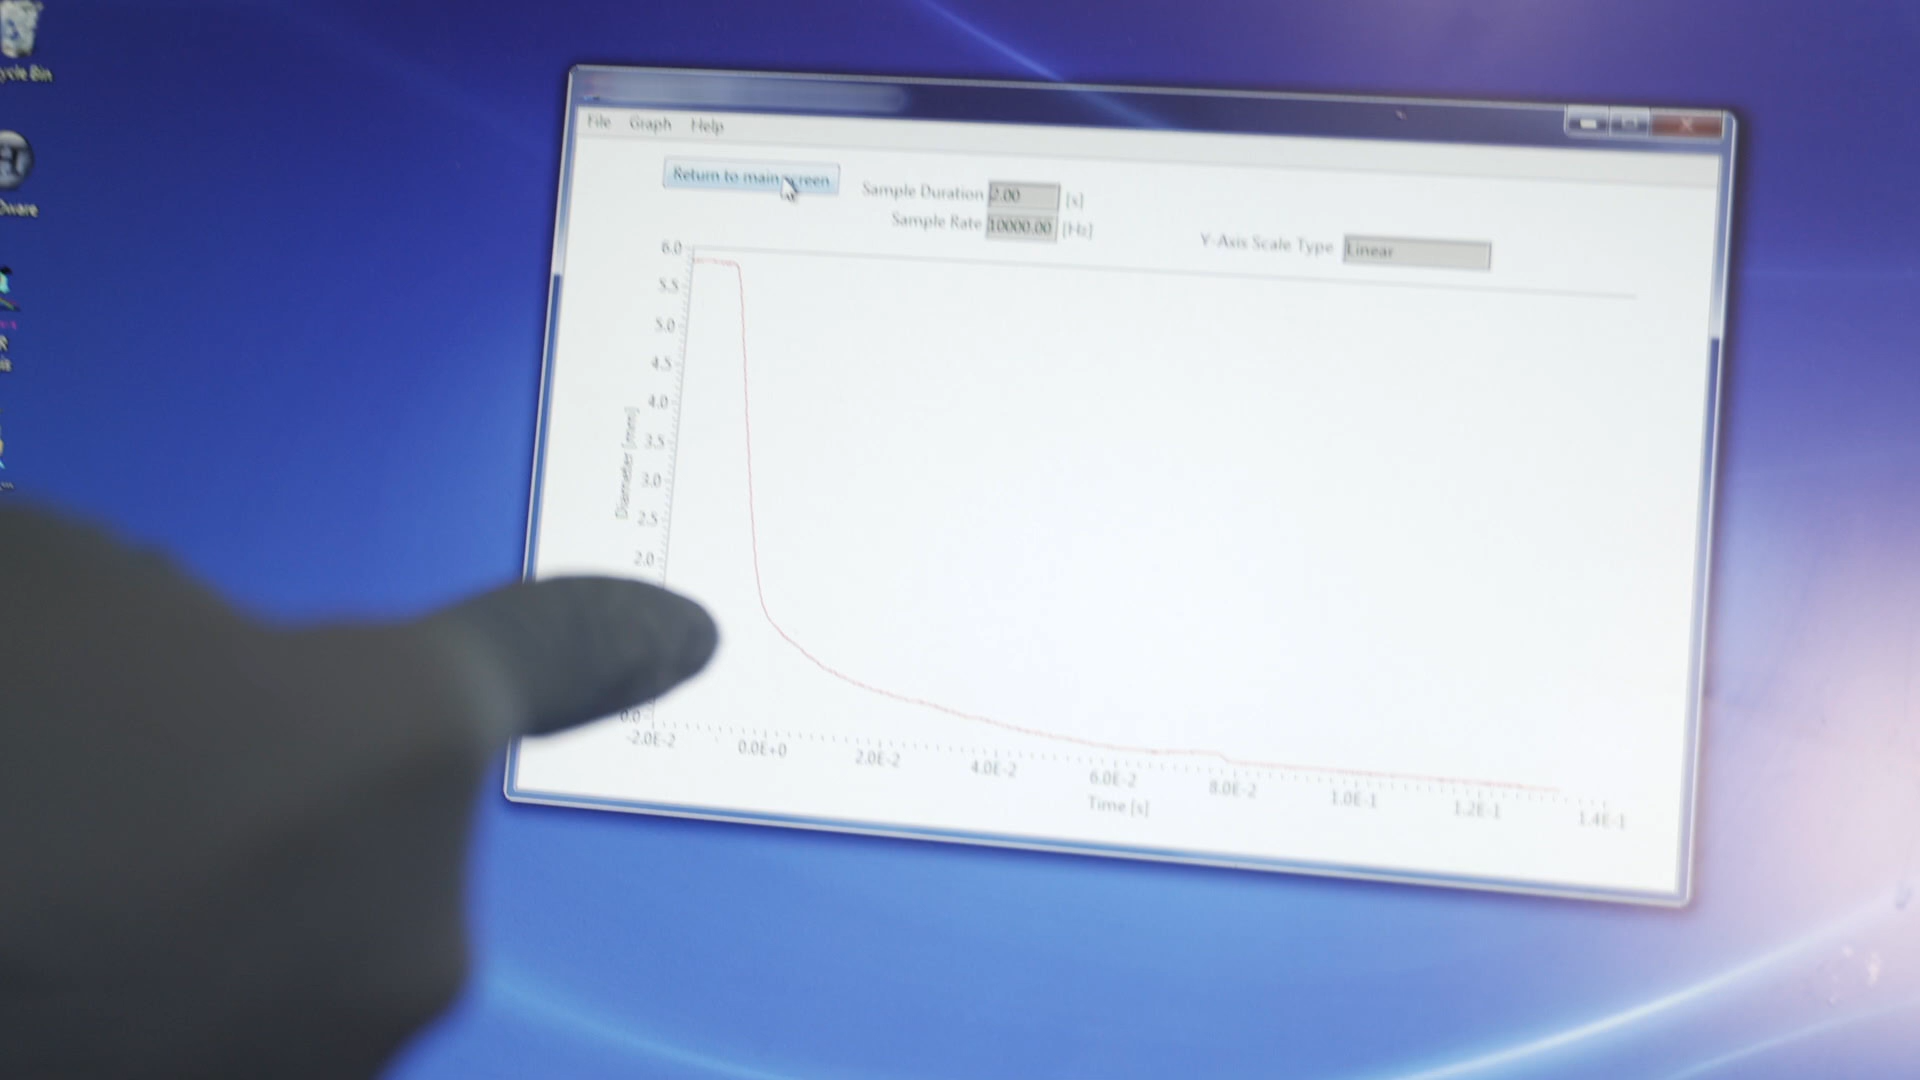 File Graph Help
Return to main screen
Sample Duration 2.00 [s]
Sample Rate 10000.00 [Hz]
Y-Axis Scale Type Linear
6.0
5.5
5.0
4.5
4.0
3.5
3.0
2.5
2.0
0.0
Diameter [mm]
-2.0E-2 0.0E+0 2.0E-2 4.0E-2 6.0E-2 8.0E-2 1.0E-1 1.2E-1 1.4E-1
Time [s]
Bin